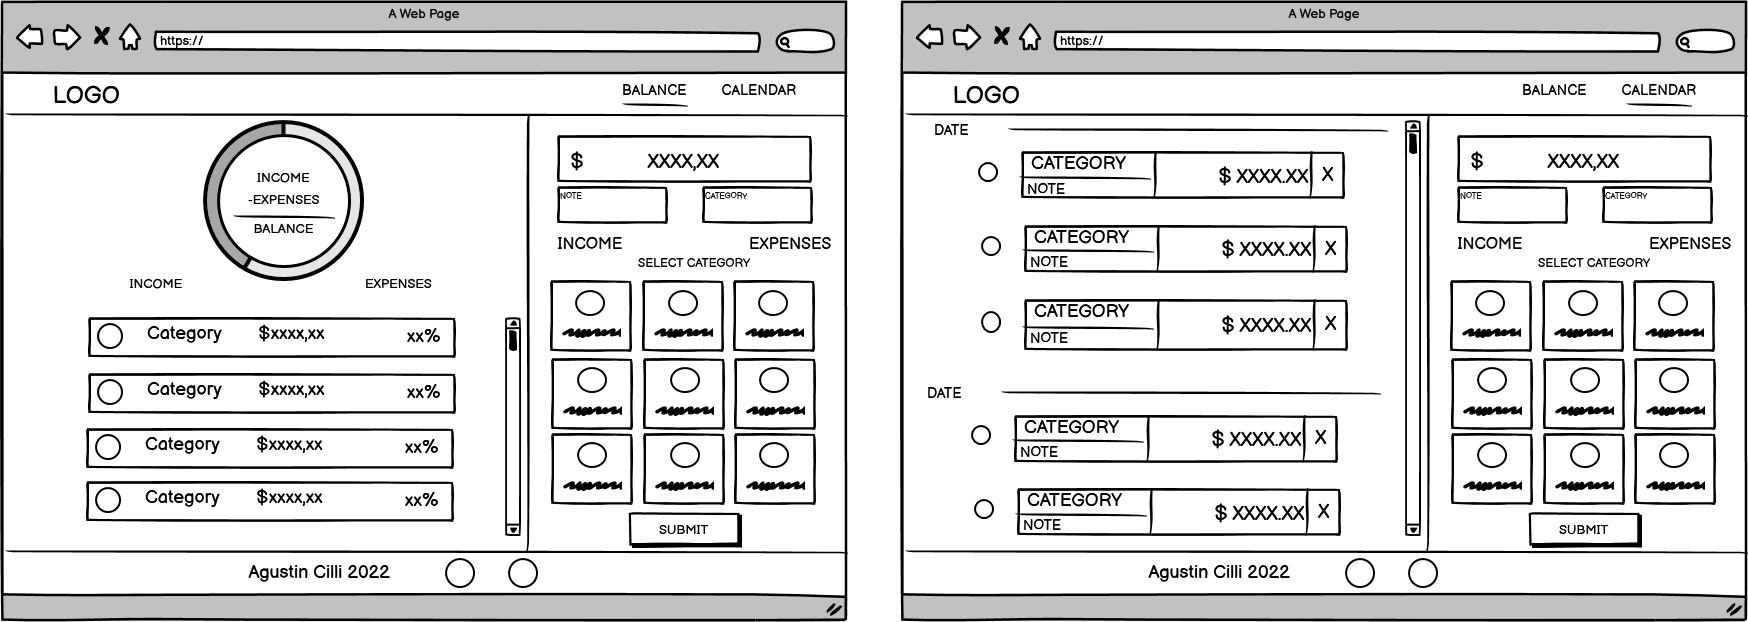 A Web Page
https://
LOGO
BALANCE
CALENDAR
INCOME
-EXPENSES
BALANCE
INCOME
EXPENSES
Category $xxxx,xx xx%
Category $xxxx,xx xx%
Category $xxxx,xx xx%
Category $xxxx,xx xx%
$ XXXX,XX
NOTE
CATEGORY
INCOME
EXPENSES
SELECT CATEGORY
SUBMIT
Agustin Cilli 2022
A Web Page
https://
LOGO
BALANCE
CALENDAR
DATE
CATEGORY
NOTE
$ XXXX.XX
X
CATEGORY
NOTE
$ XXXX.XX
X
CATEGORY
NOTE
$ XXXX.XX
X
DATE
CATEGORY
NOTE
$ XXXX.XX
X
CATEGORY
NOTE
$ XXXX.XX
X
$ XXXX,XX
NOTE
CATEGORY
INCOME
EXPENSES
SELECT CATEGORY
SUBMIT
Agustin Cilli 2022